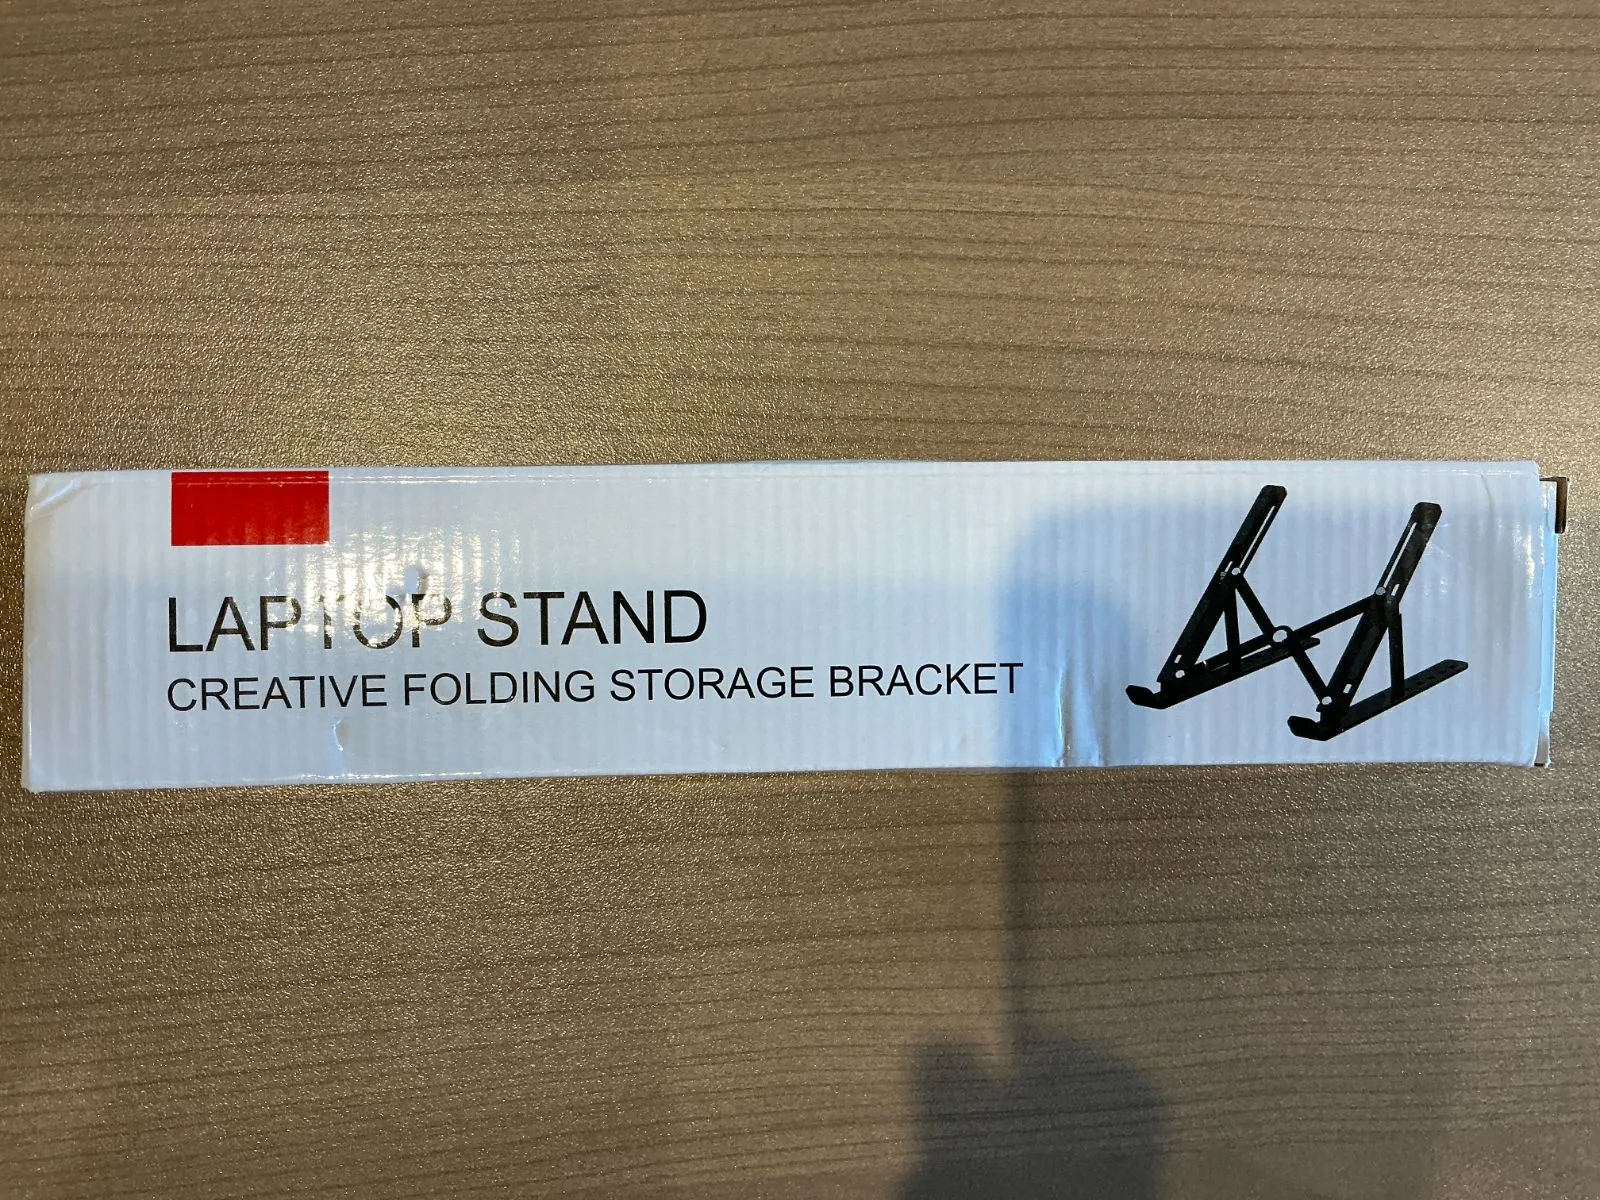 LAPTOP STAND
CREATIVE FOLDING STORAGE BRACKET